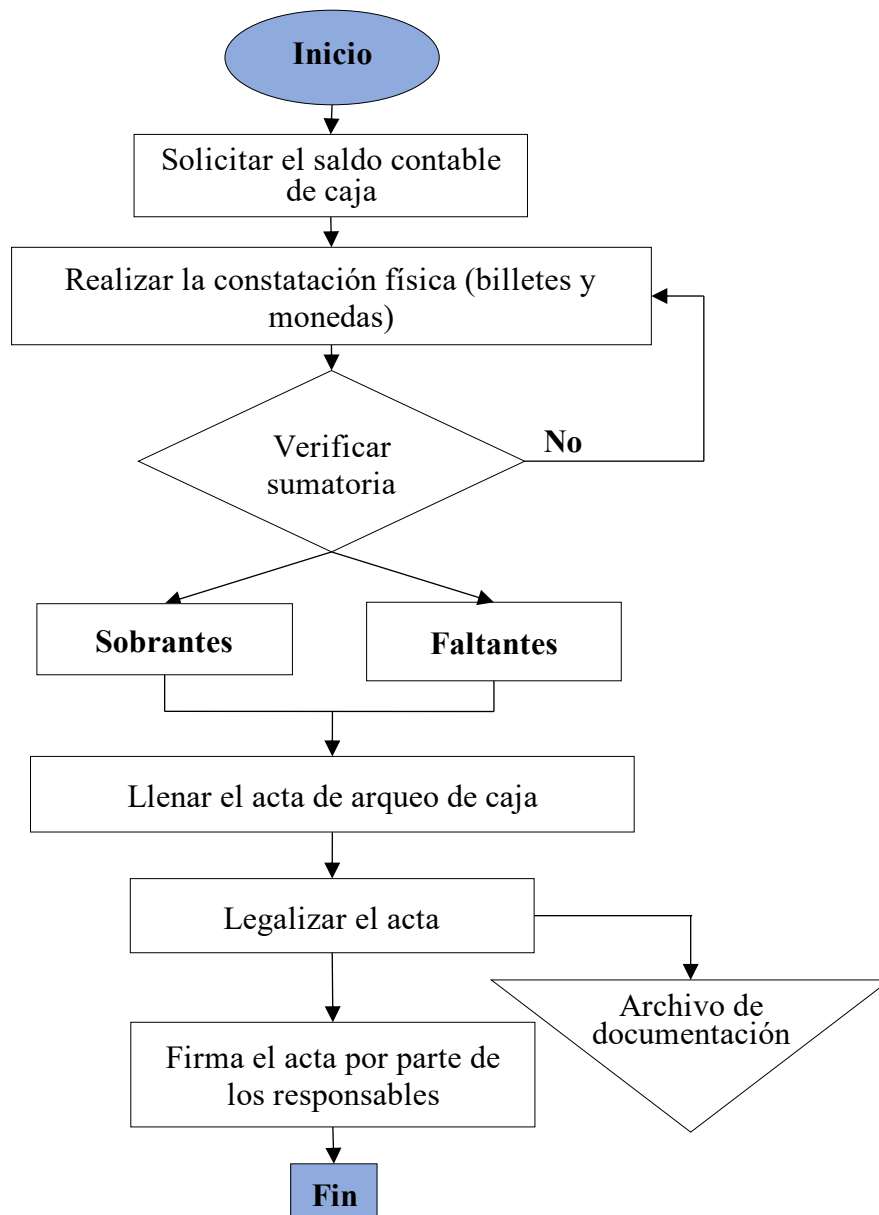 Inicio
Solicitar el saldo contable
de caja
Realizar la constatación física (billetes y
monedas)
Verificar
sumatoria
No
Sobrantes
Faltantes
Llenar el acta de arqueo de caja
Legalizar el acta
Archivo de
documentación
Firma el acta por parte de
los responsables
Fin